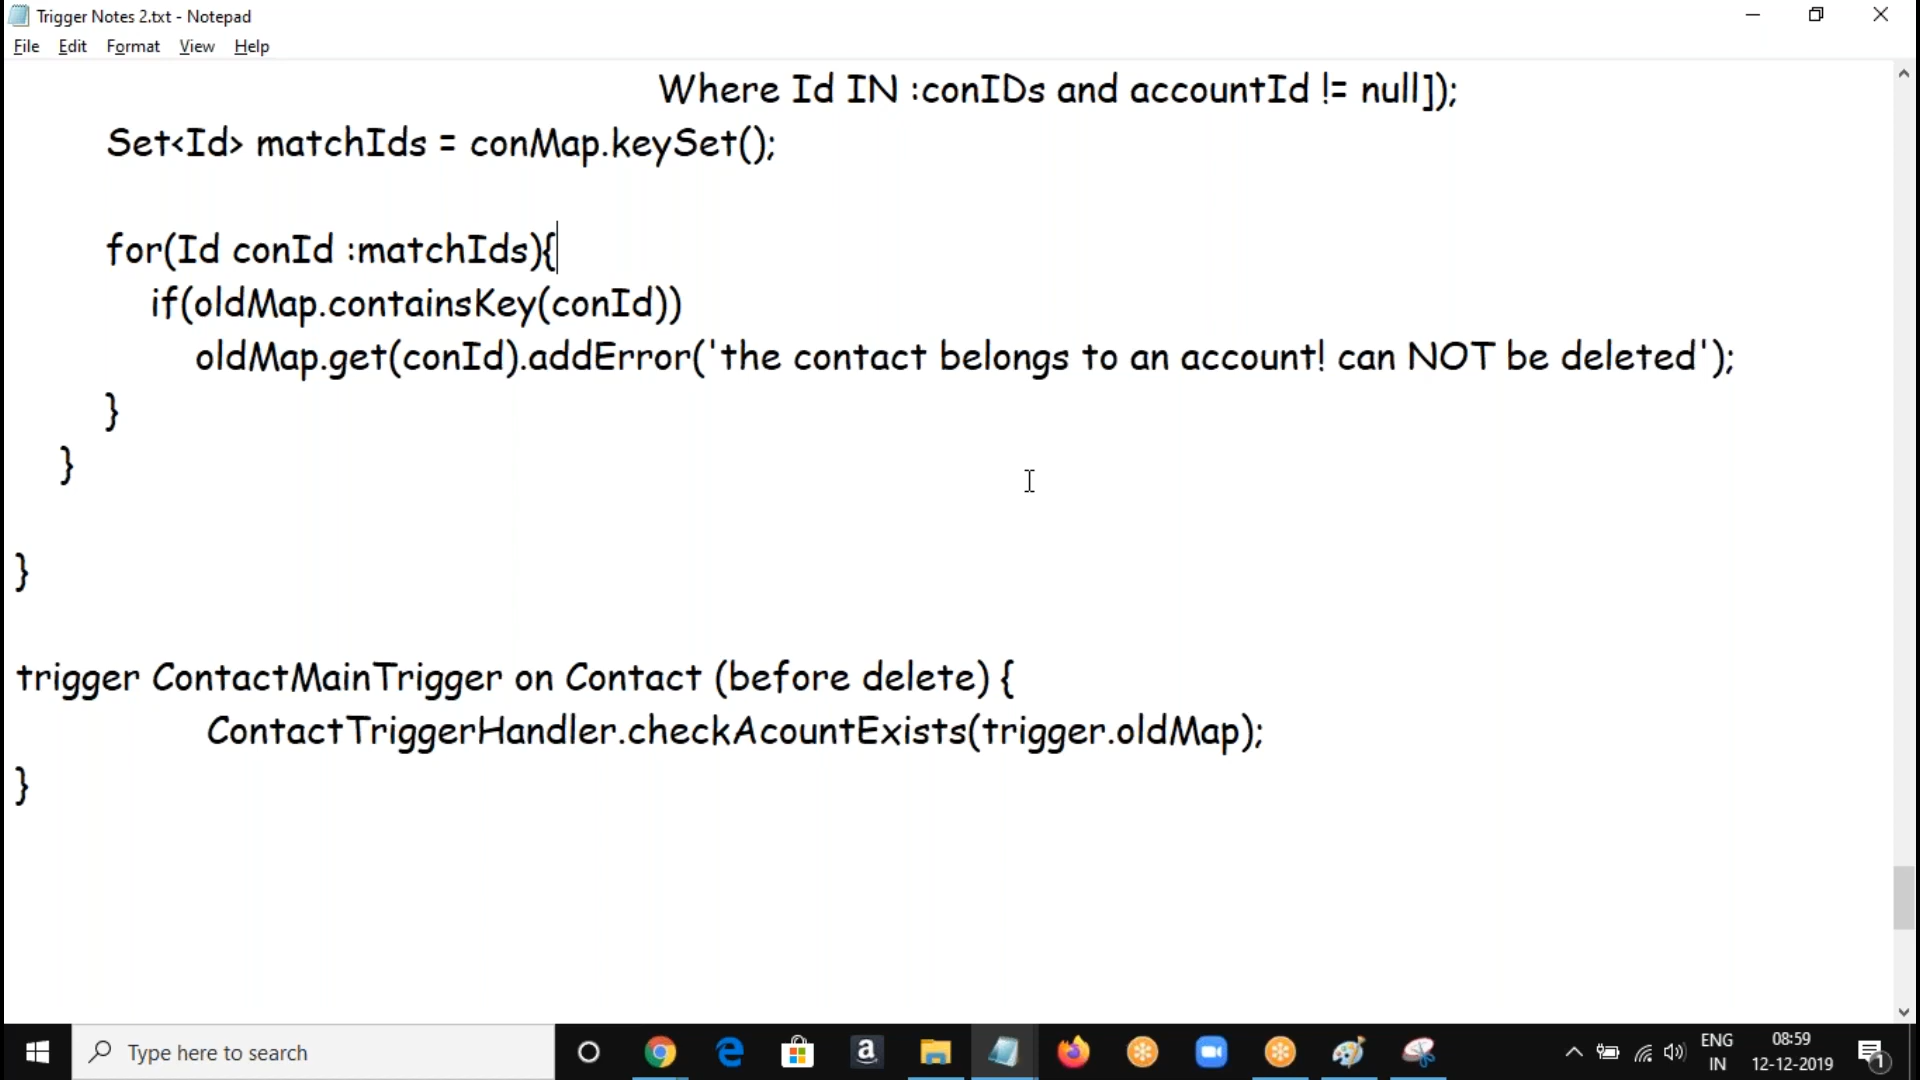 Trigger Notes 2.txt - Notepad
File Edit Format View Help
Where Id IN :conIDs and accountId != null]);
Set<Id> matchIds = conMap.keySet();
for(Id conId :matchIds){
if(oldMap.containsKey(conId))
oldMap.get(conId).addError('the contact belongs to an account! can NOT be deleted');
}
}
}
trigger ContactMainTrigger on Contact (before delete) {
ContactTriggerHandler.checkAcountExists(trigger.oldMap);
}
Type here to search
a
ENG
IN
08:59
12-12-2019
1